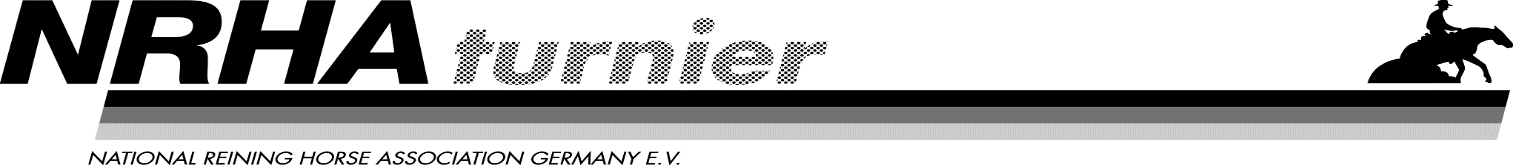 NRHA turnier
NATIONAL REINING HORSE ASSOCIATION GERMANY E.V.